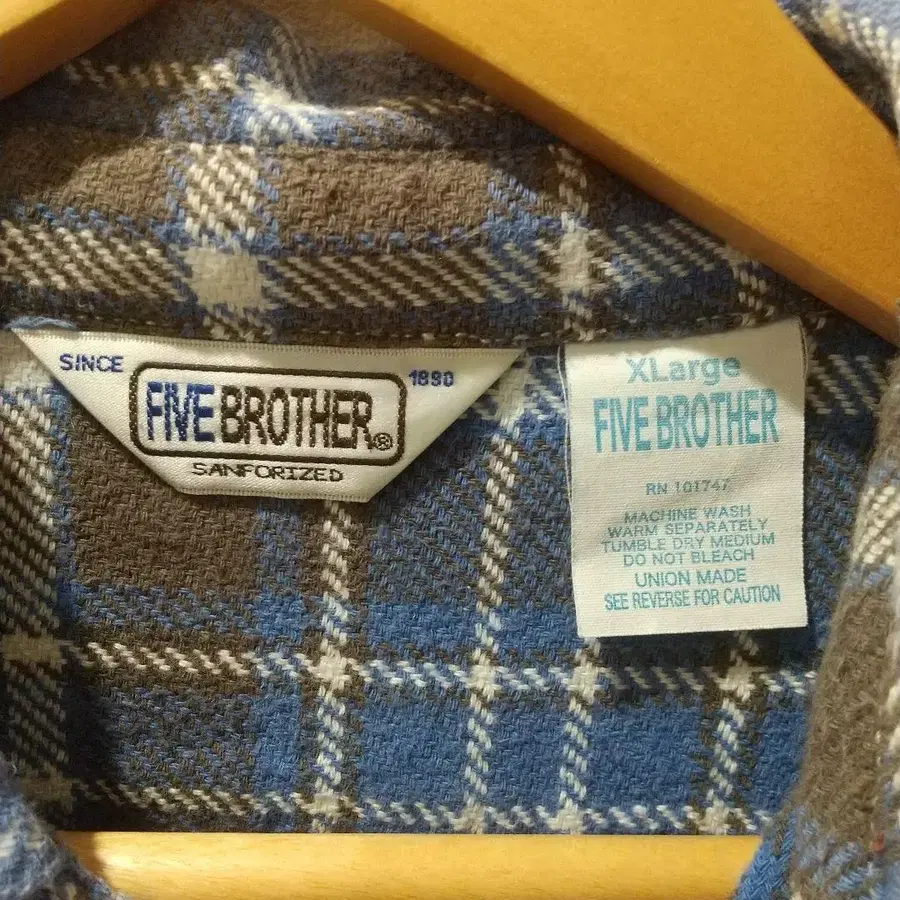 SINCE 1890
FIVE BROTHER®
SANFORIZED
XLarge
FIVE BROTHER
RN 101747
MACHINE WASH
WARM SEPARATELY
TUMBLE DRY MEDIUM
DO NOT BLEACH
UNION MADE
SEE REVERSE FOR CAUTION